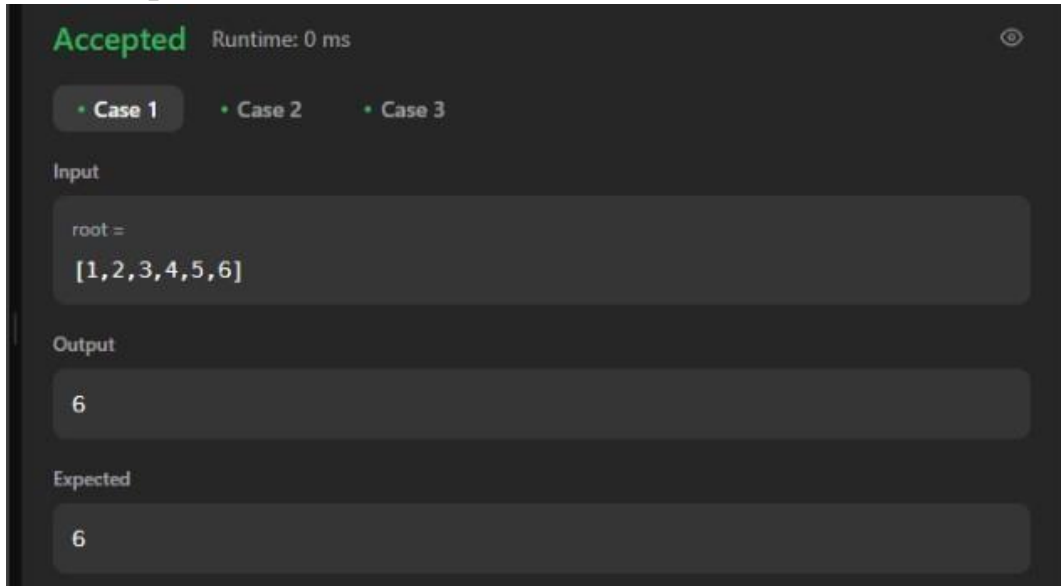 Accepted Runtime: 0 ms
• Case 1 • Case 2 • Case 3
Input
root =
[1,2,3,4,5,6]
Output
6
Expected
6